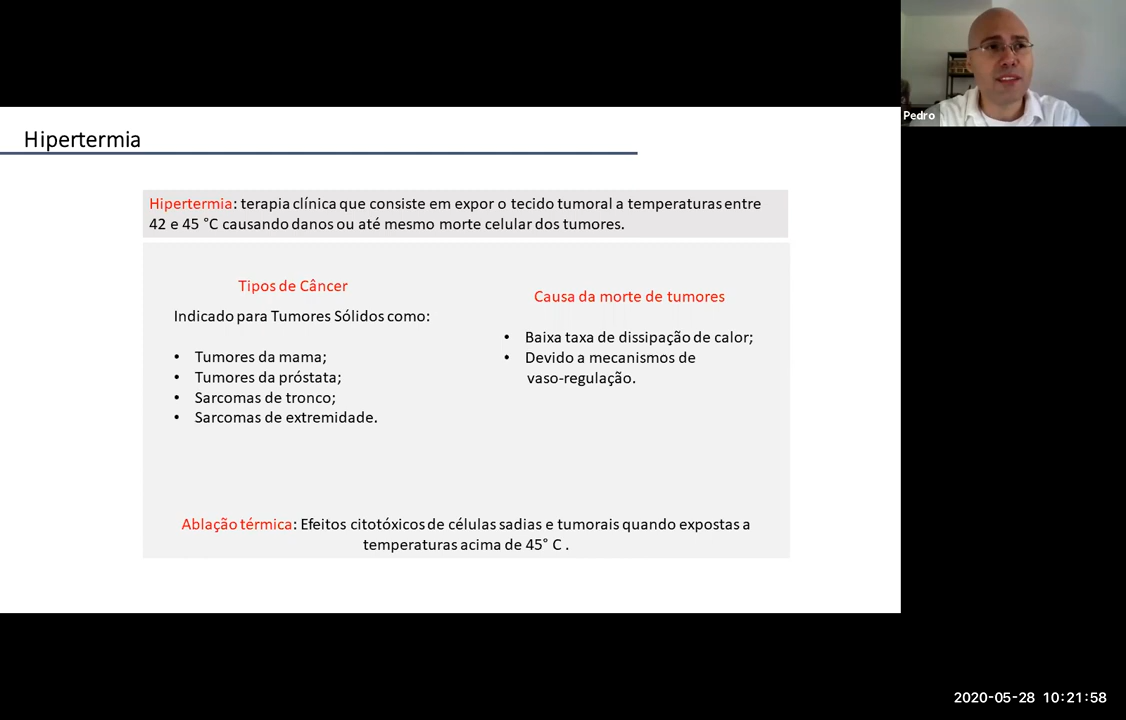 Pedro
Hipertermia
Hipertermia: terapia clínica que consiste em expor o tecido tumoral a temperaturas entre
42 e 45 °C causando danos ou até mesmo morte celular dos tumores.
Tipos de Câncer
Indicado para Tumores Sólidos como:
• Tumores da mama;
• Tumores da próstata;
• Sarcomas de tronco;
• Sarcomas de extremidade.
Causa da morte de tumores
• Baixa taxa de dissipação de calor;
• Devido a mecanismos de
vaso-regulação.
Ablação térmica: Efeitos citotóxicos de células sadias e tumorais quando expostas a
temperaturas acima de 45° C .
2020-05-28 10:21:58